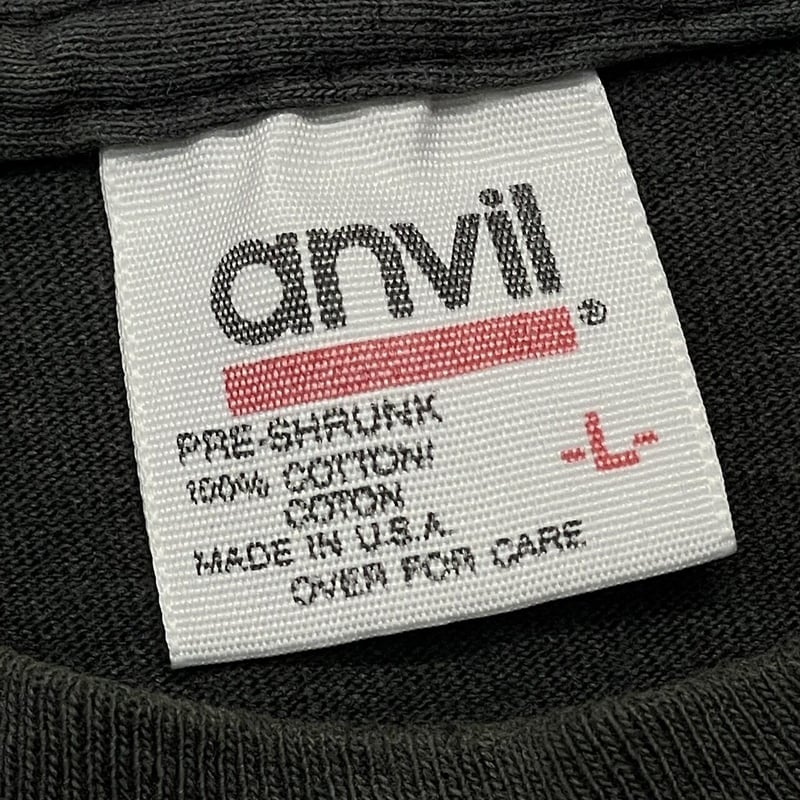 anvil®
PRE-SHRUNK
100% COTTON/
COTON
-L-
MADE IN U.S.A.
OVER FOR CARE